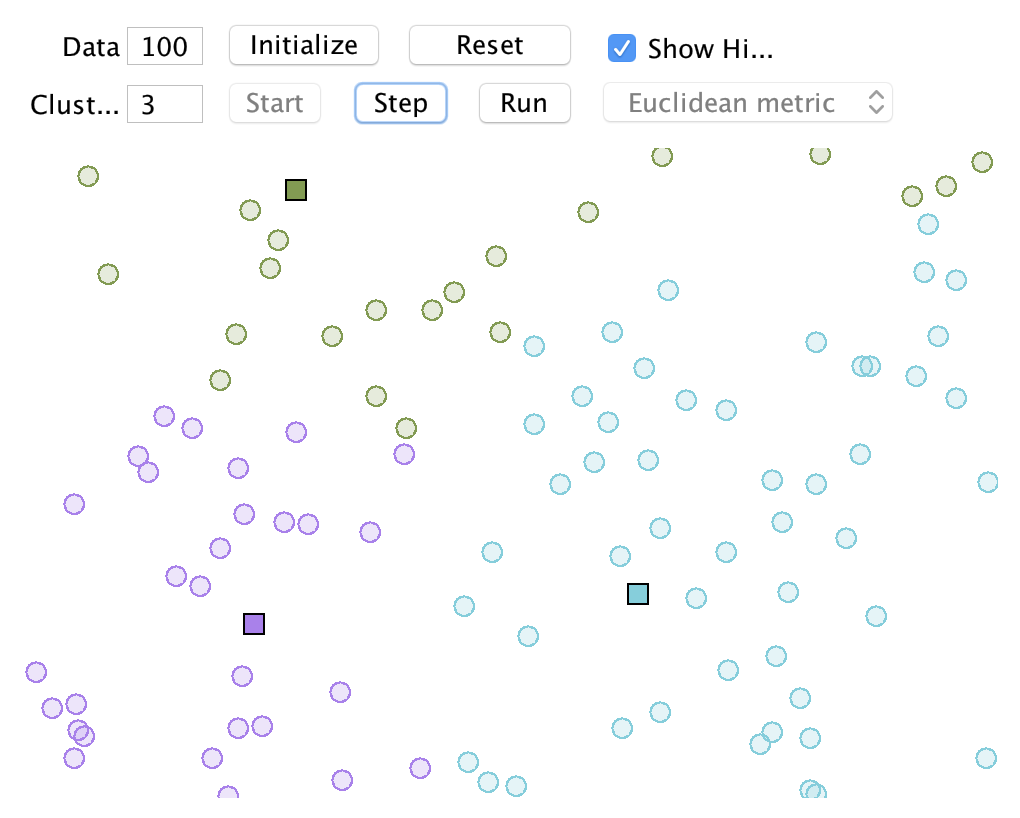 Data 100 Initialize Reset Show Hi...
Clust... 3 Start Step Run Euclidean metric